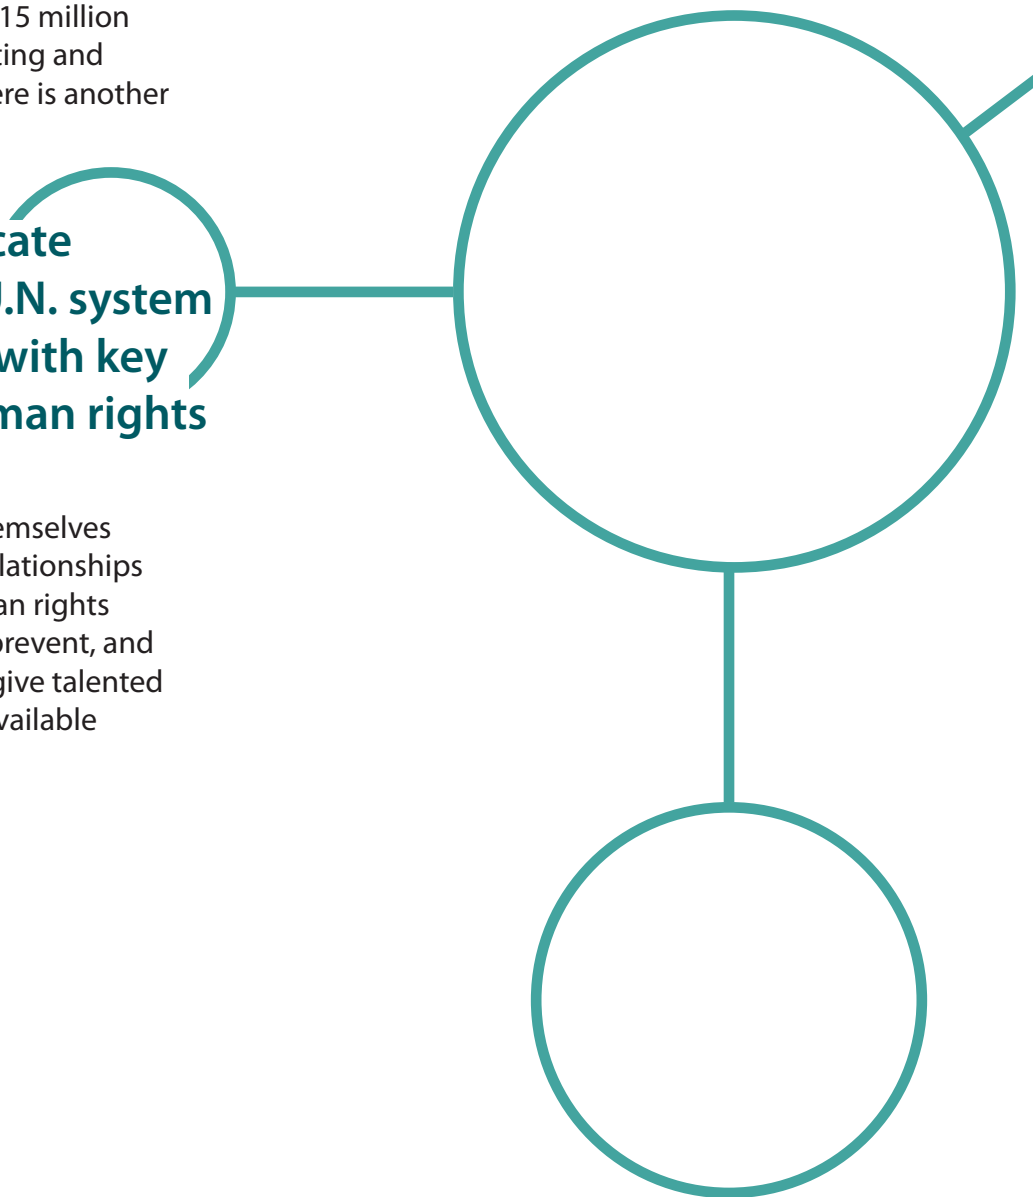 15 million
ting and
ere is another
cate
J.N. system
with key
man rights
emselves
lationships
an rights
prevent, and
give talented
vailable